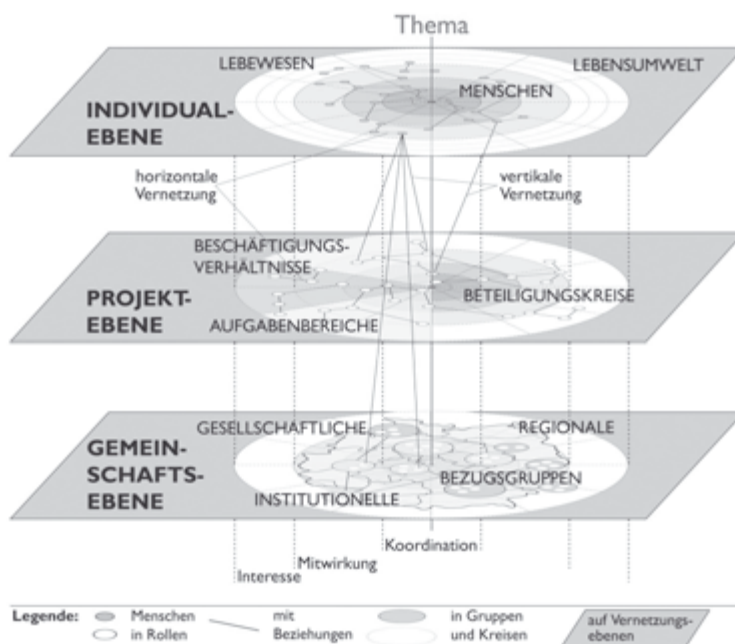 Thema
LEBEWESEN
LEBENSUMWELT
MENSCHEN
INDIVIDUAL-
EBENE
horizontale
Vernetzung
vertikale
Vernetzung
BESCHÄFTIGUNGS-
VERHÄLTNISSE
PROJEKT-
EBENE
BETEILIGUNGSKREISE
AUFGABENBEREICHE
GESELLSCHAFTLICHE
REGIONALE
GEMEIN-
SCHAFTS-
EBENE
BEZUGSGRUPPEN
INSTITUTIONELLE
Koordination
Mitwirkung
Interesse
Legende:
Menschen
in Rollen
mit
Beziehungen
in Gruppen
und Kreisen
auf Vernetzungs-
ebenen